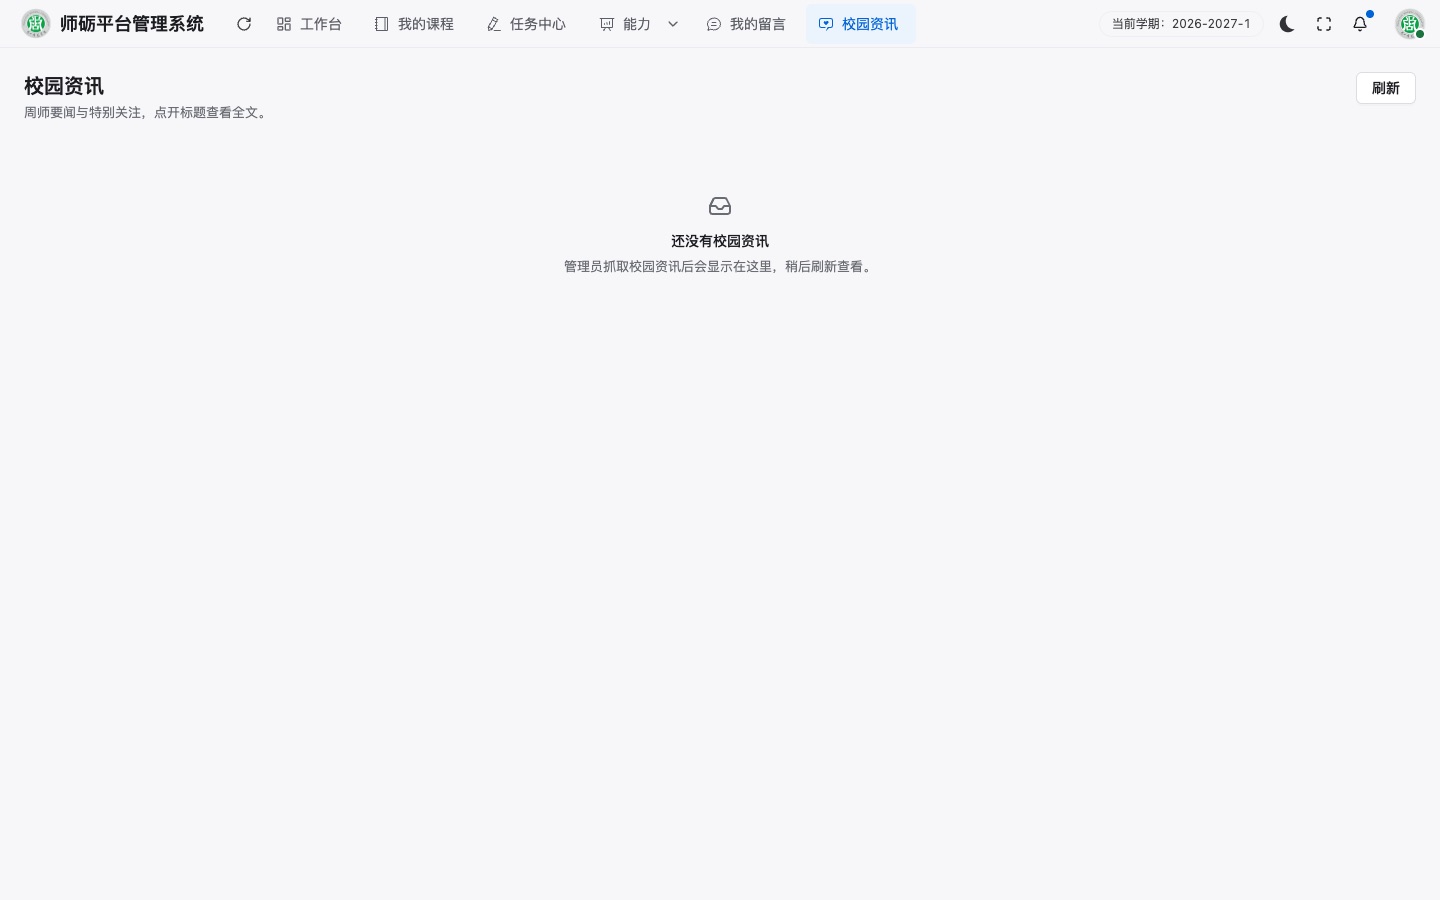 师砺平台管理系统
工作台
我的课程
任务中心
能力
我的留言
校园资讯
当前学期：2026-2027-1
校园资讯
刷新
周师要闻与特别关注，点开标题查看全文。
还没有校园资讯
管理员抓取校园资讯后会显示在这里，稍后刷新查看。